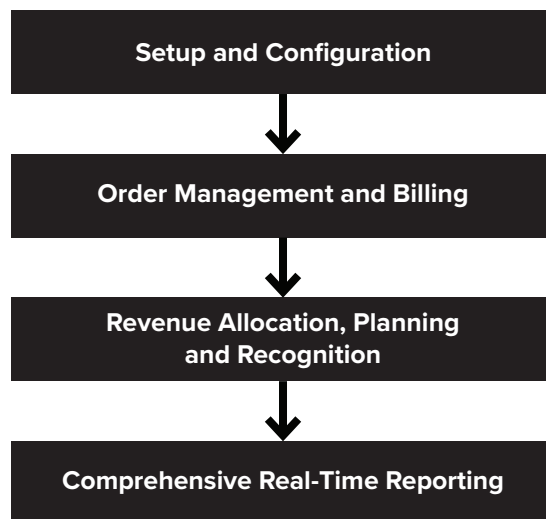 Setup and Configuration
Order Management and Billing
Revenue Allocation, Planning
and Recognition
Comprehensive Real-Time Reporting